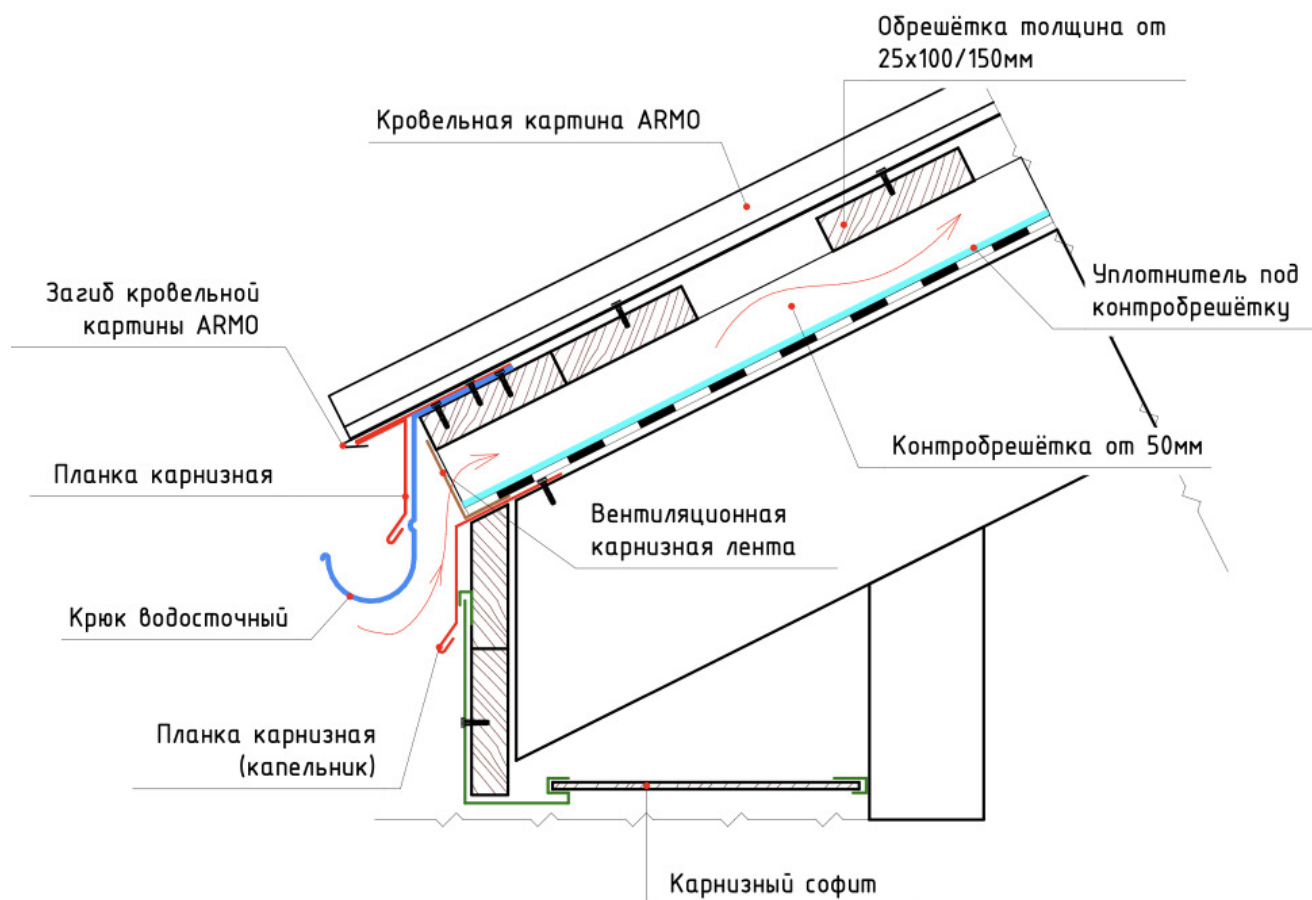 Обрешётка толщина от
25х100/150мм
Кровельная картина ARMO
Загиб кровельной
картины ARMO
Уплотнитель под
контробрешётку
Контробрешётка от 50мм
Планка карнизная
Вентиляционная
карнизная лента
Крюк водосточный
Планка карнизная
(капельник)
Карнизный софит